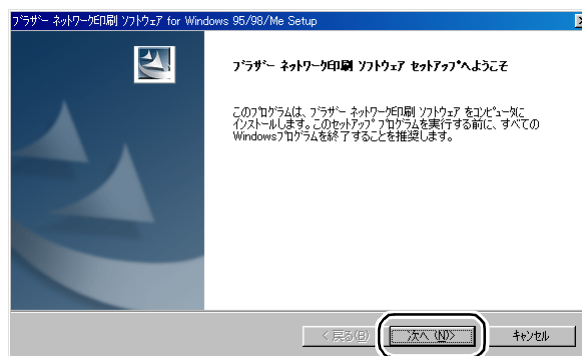 ブラザー ネットワーク印刷 ソフトウェア for Windows 95/98/Me Setup
ブラザー ネットワーク印刷 ソフトウェア セットアップへようこそ
このプログラムは、ブラザー ネットワーク印刷 ソフトウェア をコンピュータに
インストールします。このセットアップ プログラムを実行する前に、すべての
Windowsプログラムを終了することを推奨します。
< 戻る(B)
次へ (N)>
キャンセル